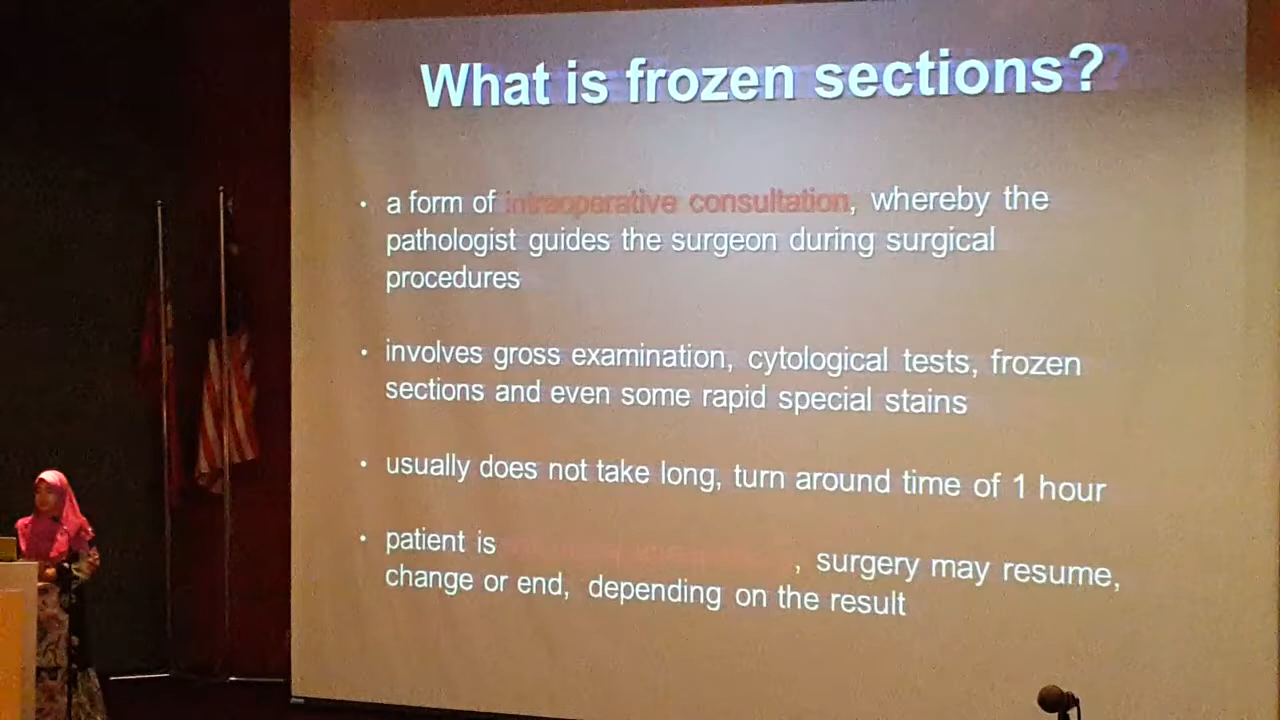 What is frozen sections?
• a form of intraoperative consultation, whereby the
pathologist guides the surgeon during surgical
procedures
• involves gross examination, cytological tests, frozen
sections and even some rapid special stains
• usually does not take long, turn around time of 1 hour
• patient is , surgery may resume,
change or end, depending on the result